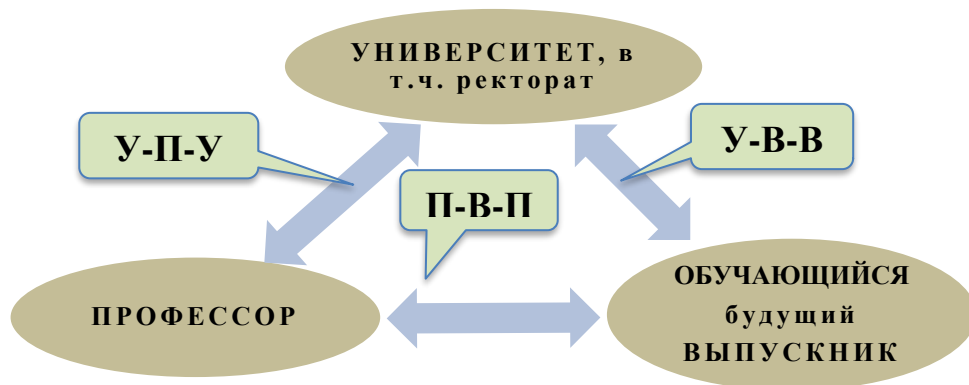 УНИВЕРСИТЕТ, в
т.ч. ректорат
У-П-У
У-В-В
П-В-П
ПРОФЕССОР
ОБУЧАЮЩИЙСЯ
будущий
ВЫПУСКНИК